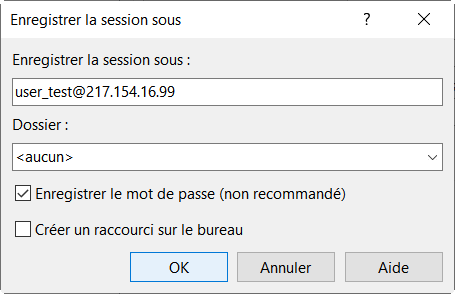 Enregistrer la session sous
?
Enregistrer la session sous :
user_test@217.154.16.99
Dossier :
<aucun>
Enregistrer le mot de passe (non recommandé)
Créer un raccourci sur le bureau
OK Annuler Aide